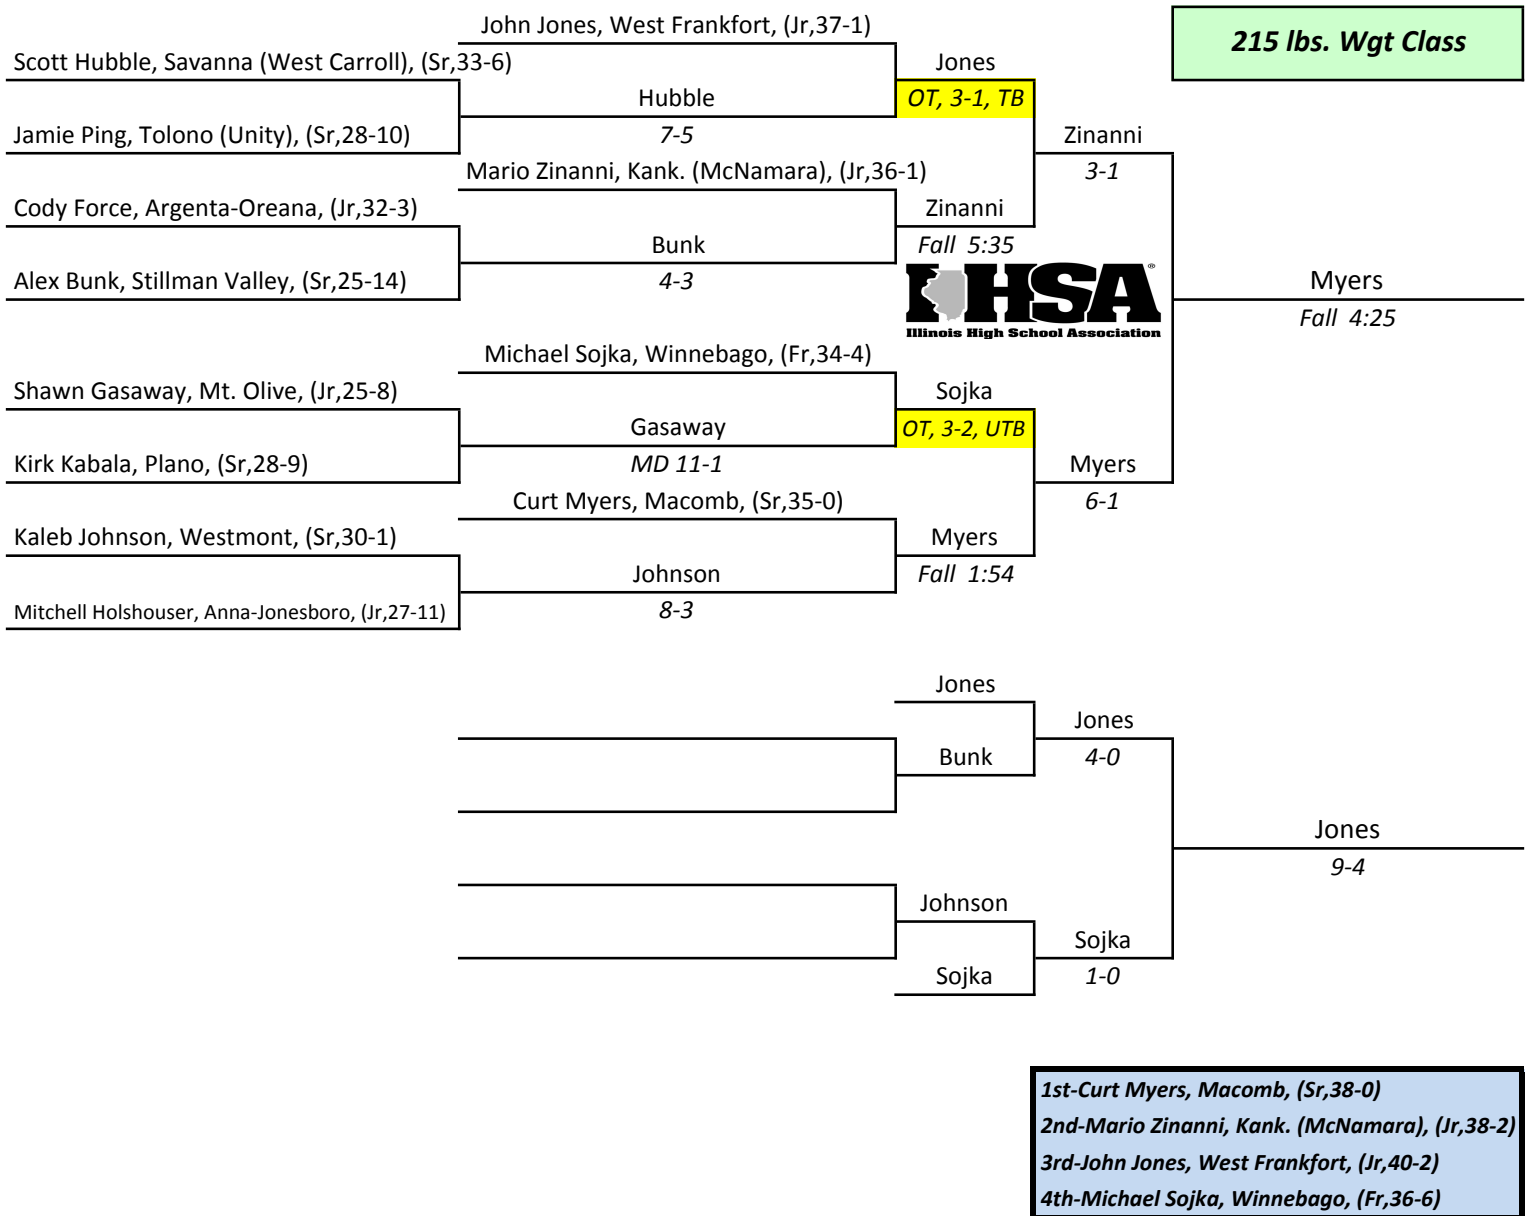 John Jones, West Frankfort, (Jr,37-1)
215 lbs. Wgt Class
Scott Hubble, Savanna (West Carroll), (Sr,33-6)
Jones
Hubble
OT, 3-1, TB
Jamie Ping, Tolono (Unity), (Sr,28-10)
7-5
Zinanni
Mario Zinanni, Kank. (McNamara), (Jr,36-1)
3-1
Cody Force, Argenta-Oreana, (Jr,32-3)
Zinanni
Bunk
Fall 5:35
Alex Bunk, Stillman Valley, (Sr,25-14)
4-3
IHSA®
Illinois High School Association
Myers
Fall 4:25
Michael Sojka, Winnebago, (Fr,34-4)
Shawn Gasaway, Mt. Olive, (Jr,25-8)
Sojka
Gasaway
OT, 3-2, UTB
Kirk Kabala, Plano, (Sr,28-9)
MD 11-1
Myers
Curt Myers, Macomb, (Sr,35-0)
6-1
Kaleb Johnson, Westmont, (Sr,30-1)
Myers
Johnson
Fall 1:54
Mitchell Holshouser, Anna-Jonesboro, (Jr,27-11)
8-3
Jones
Jones
Bunk
4-0
Jones
9-4
Johnson
Sojka
Sojka
1-0
1st-Curt Myers, Macomb, (Sr,38-0)
2nd-Mario Zinanni, Kank. (McNamara), (Jr,38-2)
3rd-John Jones, West Frankfort, (Jr,40-2)
4th-Michael Sojka, Winnebago, (Fr,36-6)